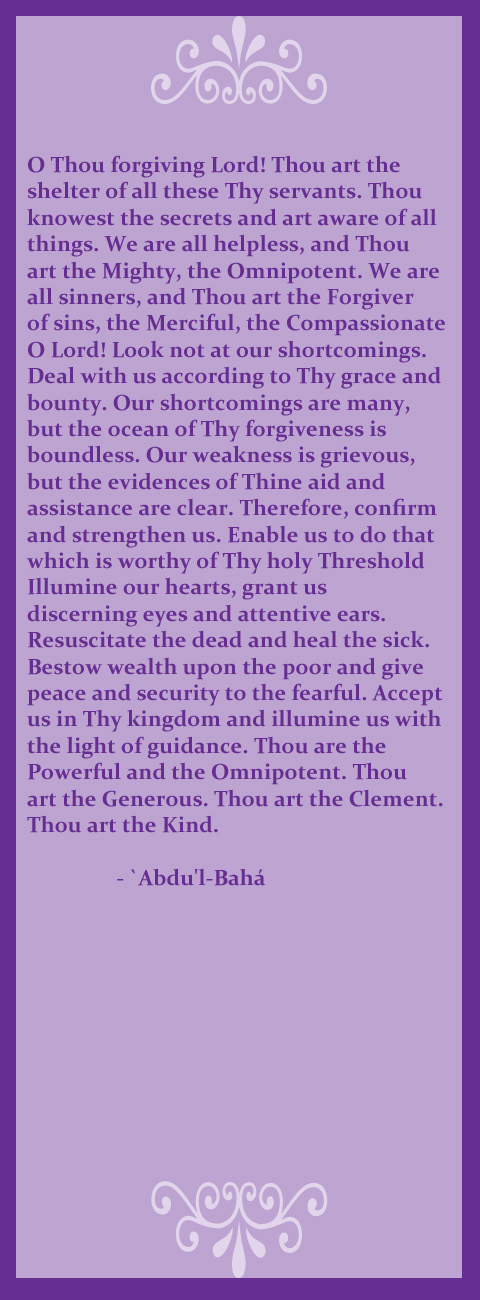 O Thou forgiving Lord! Thou art the
shelter of all these Thy servants. Thou
knowest the secrets and art aware of all
things. We are all helpless, and Thou
art the Mighty, the Omnipotent. We are
all sinners, and Thou art the Forgiver
of sins, the Merciful, the Compassionate
O Lord! Look not at our shortcomings.
Deal with us according to Thy grace and
bounty. Our shortcomings are many,
but the ocean of Thy forgiveness is
boundless. Our weakness is grievous,
but the evidences of Thine aid and
assistance are clear. Therefore, confirm
and strengthen us. Enable us to do that
which is worthy of Thy holy Threshold
Illumine our hearts, grant us
discerning eyes and attentive ears.
Resuscitate the dead and heal the sick.
Bestow wealth upon the poor and give
peace and security to the fearful. Accept
us in Thy kingdom and illumine us with
the light of guidance. Thou are the
Powerful and the Omnipotent. Thou
art the Generous. Thou art the Clement.
Thou art the Kind.
- `Abdu'l-Bahá